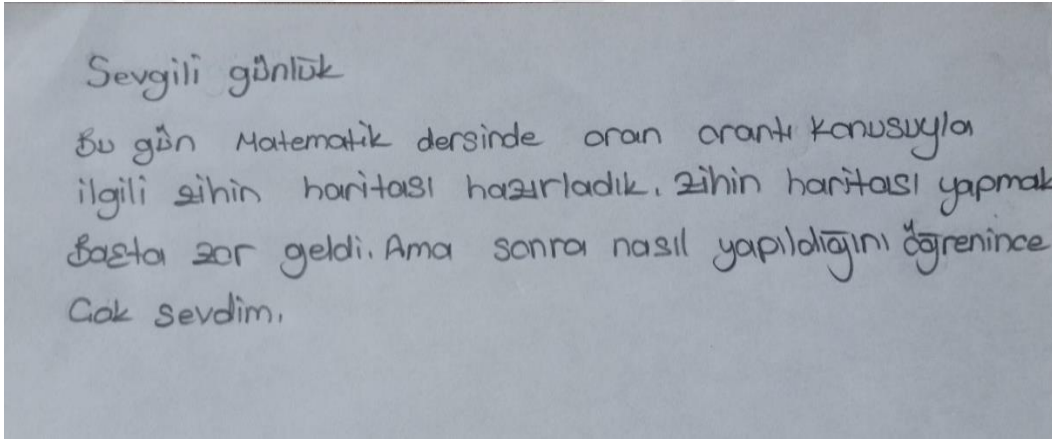 Sevgili günlük
Bu gün Matematik dersinde oran orantı konusuyla
ilgili zihin haritası hazırladık. Zihin haritası yapmak
Başta zor geldi. Ama sonra nasıl yapıldığını öğrenince
Çok sevdim.